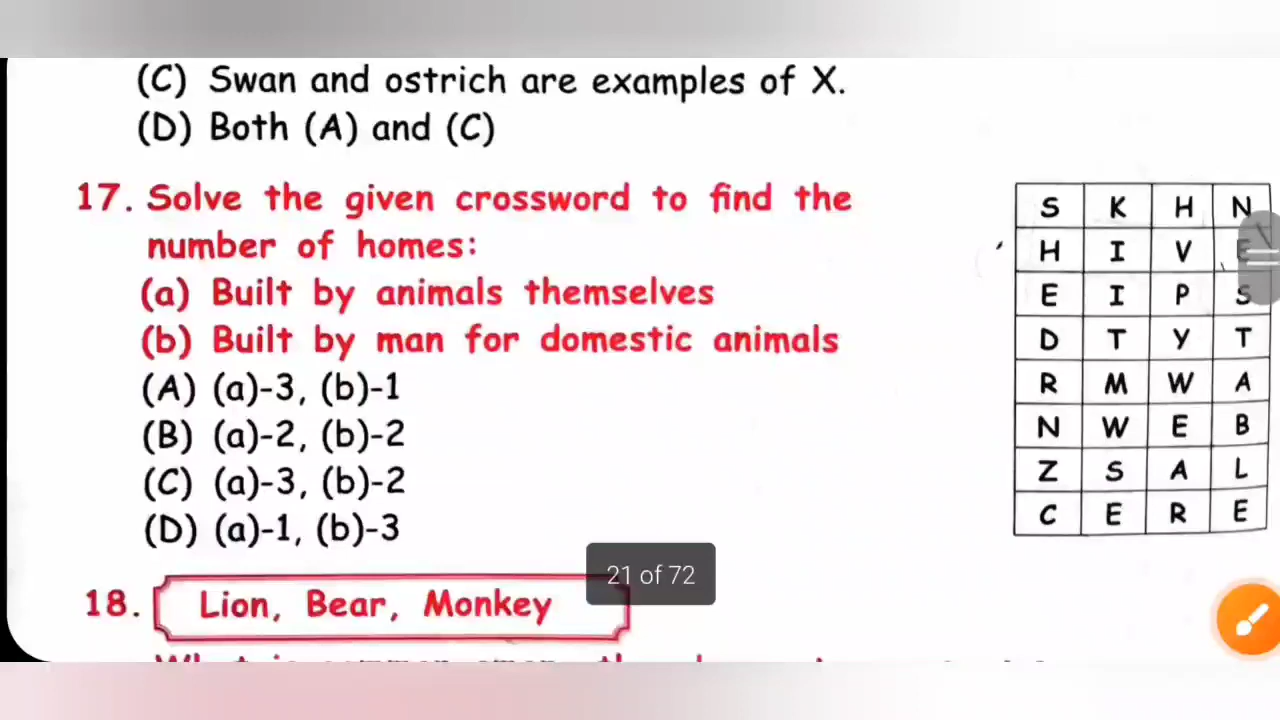 (C) Swan and ostrich are examples of X.
(D) Both (A) and (C)
17. Solve the given crossword to find the
number of homes:
(a) Built by animals themselves
(b) Built by man for domestic animals
(A) (a)-3, (b)-1
(B) (a)-2, (b)-2
(C) (a)-3, (b)-2
(D) (a)-1, (b)-3
S K H N
H I V E
E I P S
D T Y T
R M W A
N W E B
Z S A L
C E R E
21 of 72
18. Lion, Bear, Monkey